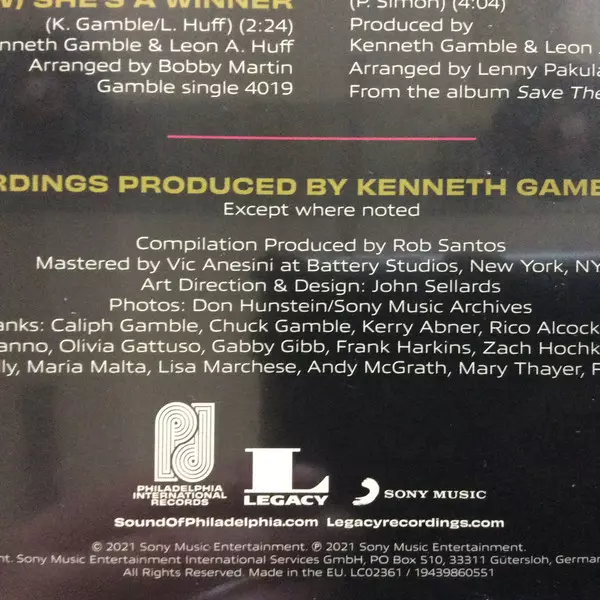 SHE'S A WINNER
(K. Gamble/L. Huff) (2:24)
Kenneth Gamble & Leon A. Huff
Arranged by Bobby Martin
Gamble single 4019
(P. Simon) (4:04)
Produced by
Kenneth Gamble & Leon
Arranged by Lenny Pakula
From the album Save The
RDINGS PRODUCED BY KENNETH GAMB
Except where noted
Compilation Produced by Rob Santos
Mastered by Vic Anesini at Battery Studios, New York, NY
Art Direction & Design: John Sellards
Photos: Don Hunstein/Sony Music Archives
anks: Caliph Gamble, Chuck Gamble, Kerry Abner, Rico Alcock
anno, Olivia Gattuso, Gabby Gibb, Frank Harkins, Zach Hochk
lly, Maria Malta, Lisa Marchese, Andy McGrath, Mary Thayer, F
PHILADELPHIA
INTERNATIONAL
RECORDS
L
LEGACY
SONY MUSIC
SoundOfPhiladelphia.com Legacyrecordings.com
© 2021 Sony Music Entertainment. ℗ 2021 Sony Music Entertainment.
nt. Sony Music Entertainment International Services GmbH, PO Box 510, 33311 Gütersloh, German
All Rights Reserved. Made in the EU. LC02361 / 19439860551